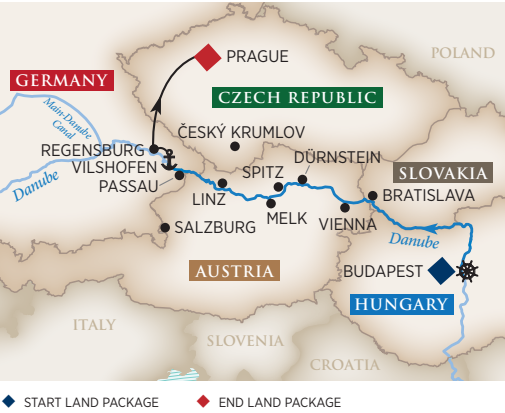 POLAND
PRAGUE
GERMANY
CZECH REPUBLIC
Main-Danube
Canal
ČESKÝ KRUMLOV
REGENSBURG
VILSHOFEN
PASSAU
DÜRNSTEIN
SPITZ
SLOVAKIA
Danube
LINZ
MELK
VIENNA
BRATISLAVA
SALZBURG
Danube
AUSTRIA
BUDAPEST
HUNGARY
ITALY
SLOVENIA
CROATIA
START LAND PACKAGE
END LAND PACKAGE